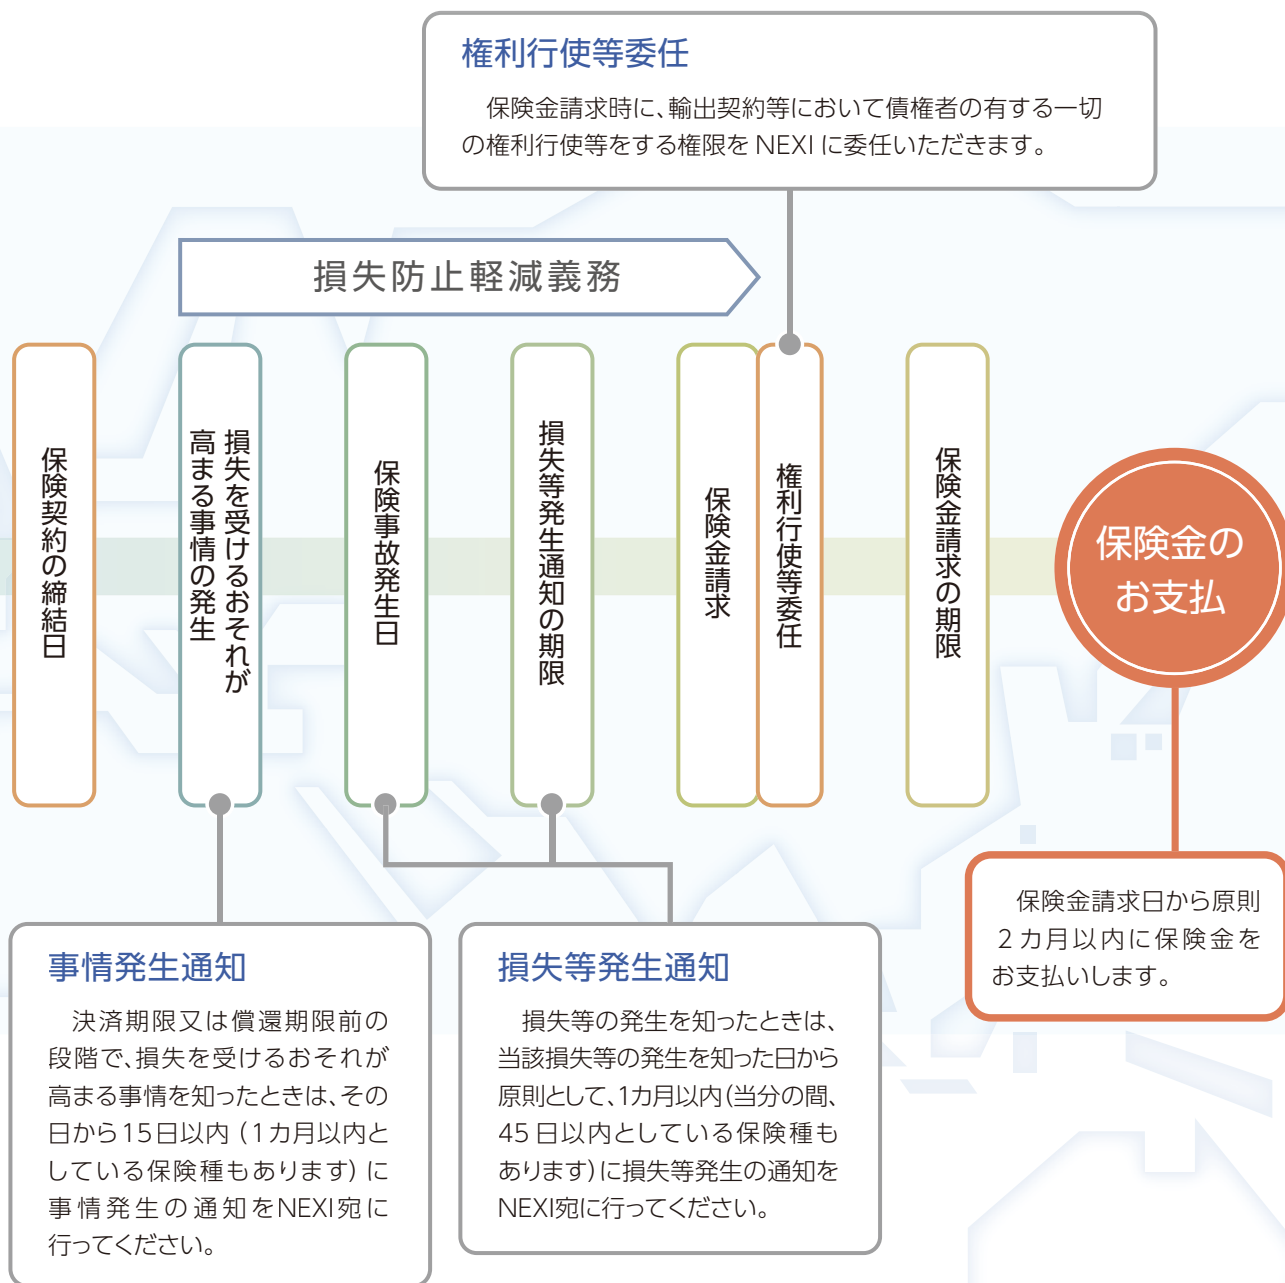 権利行使等委任
保険金請求時に、輸出契約等において債権者の有する一切
の権利行使等をする権限を NEXI に委任いただきます。
損失防止軽減義務
保険契約の締結日
損失を受けるおそれが
高まる事情の発生
保険事故発生日
損失等発生通知の期限
保険金請求
権利行使等委任
保険金請求の期限
保険金の
お支払
保険金請求日から原則
2カ月以内に保険金を
お支払いします。
事情発生通知
決済期限又は償還期限前の
段階で、損失を受けるおそれが
高まる事情を知ったときは、その
日から15日以内(1カ月以内と
している保険種もあります)に
事情発生の通知をNEXI宛に
行ってください。
損失等発生通知
損失等の発生を知ったときは、
当該損失等の発生を知った日から
原則として、1カ月以内(当分の間、
45日以内としている保険種も
あります)に損失等発生の通知を
NEXI宛に行ってください。